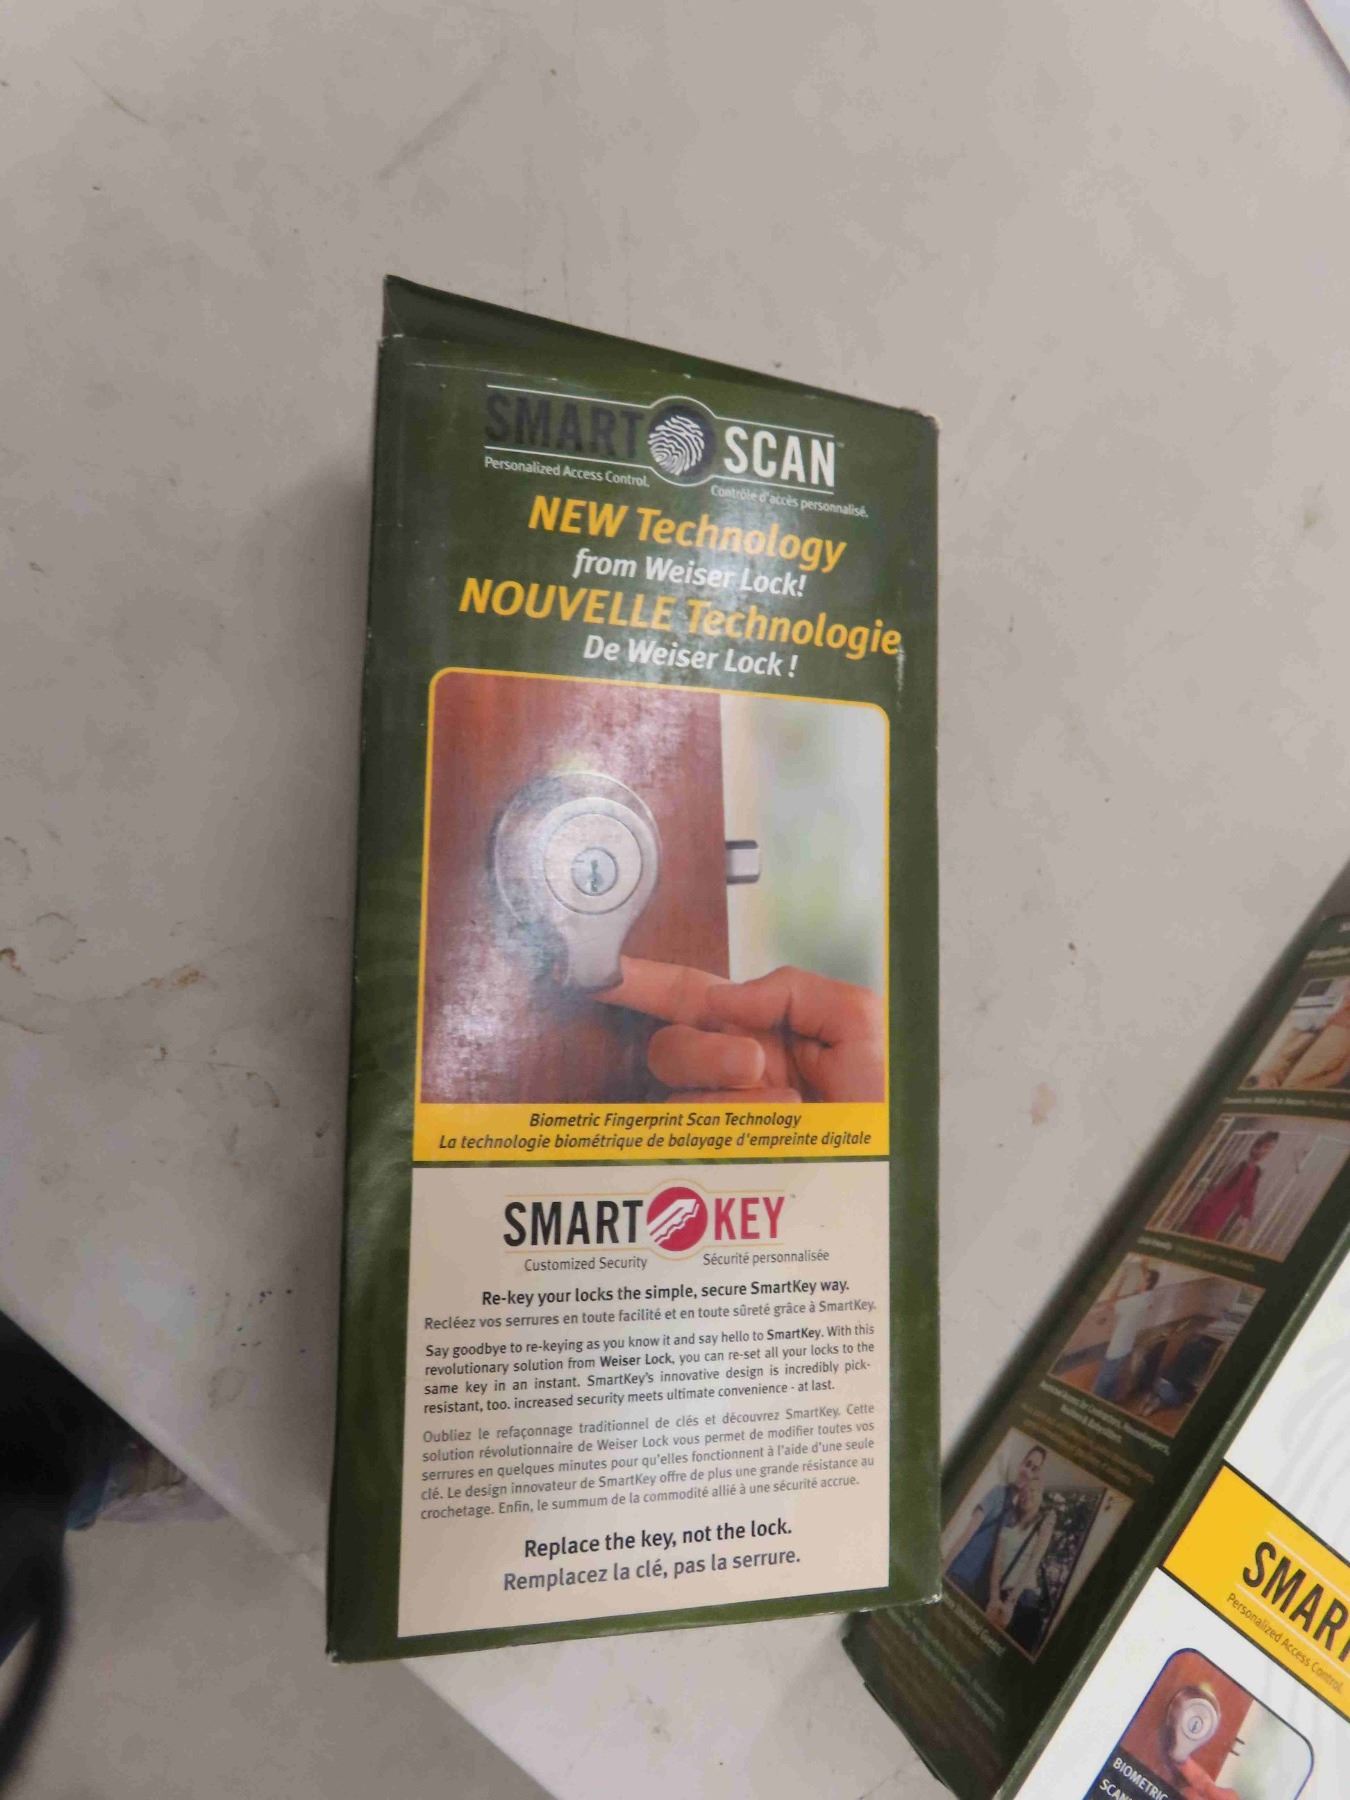 SMART SCAN™
Personalized Access Control.
Contrôle d'accès personnalisé.
NEW Technology
from Weiser Lock!
NOUVELLE Technologie
De Weiser Lock !
Biometric Fingerprint Scan Technology
La technologie biométrique de balayage d'empreinte digitale
SMART KEY™
Customized Security
Sécurité personnalisée
Re-key your locks the simple, secure SmartKey way.
Recléez vos serrures en toute facilité et en toute sûreté grâce à SmartKey.
Say goodbye to re-keying as you know it and say hello to SmartKey. With this
revolutionary solution from Weiser Lock, you can re-set all your locks to the
same key in an instant. SmartKey's innovative design is incredibly pick-
resistant, too. increased security meets ultimate convenience - at last.
Oubliez le refaçonnage traditionnel de clés et découvrez SmartKey. Cette
solution révolutionnaire de Weiser Lock vous permet de modifier toutes vos
serrures en quelques minutes pour qu'elles fonctionnent à l'aide d'une seule
clé. Le design innovateur de SmartKey offre de plus une grande résistance au
crochetage. Enfin, le summum de la commodité allié à une sécurité accrue.
Replace the key, not the lock.
Remplacez la clé, pas la serrure.
SMART
Personalized Access Control.
BIOMETRIC
SCAN